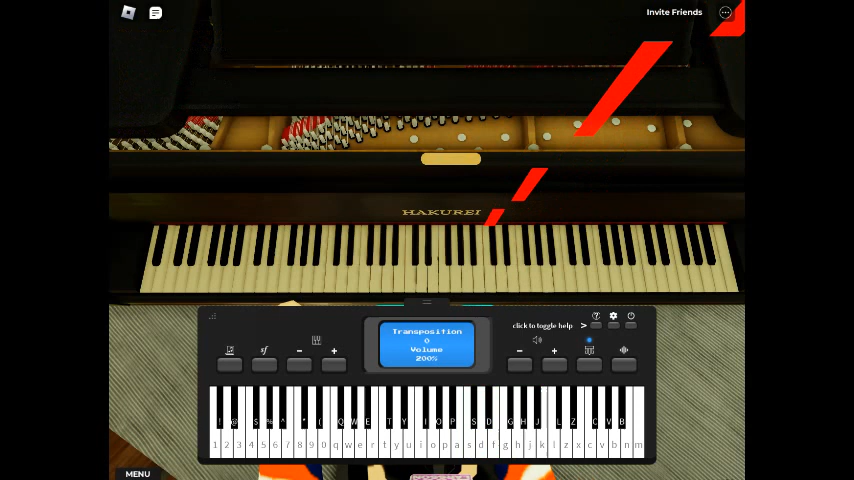 Invite Friends
HAKUREI
click to toggle help >
Transposition
0
Volume
200%
sf
- +
- +
! @ $ % ^ * ( Q W E T Y I O P S D G H J L Z C V B
1 2 3 4 5 6 7 8 9 0 q w e r t y u i o p a s d f g h j k l z x c v b n m
MENU